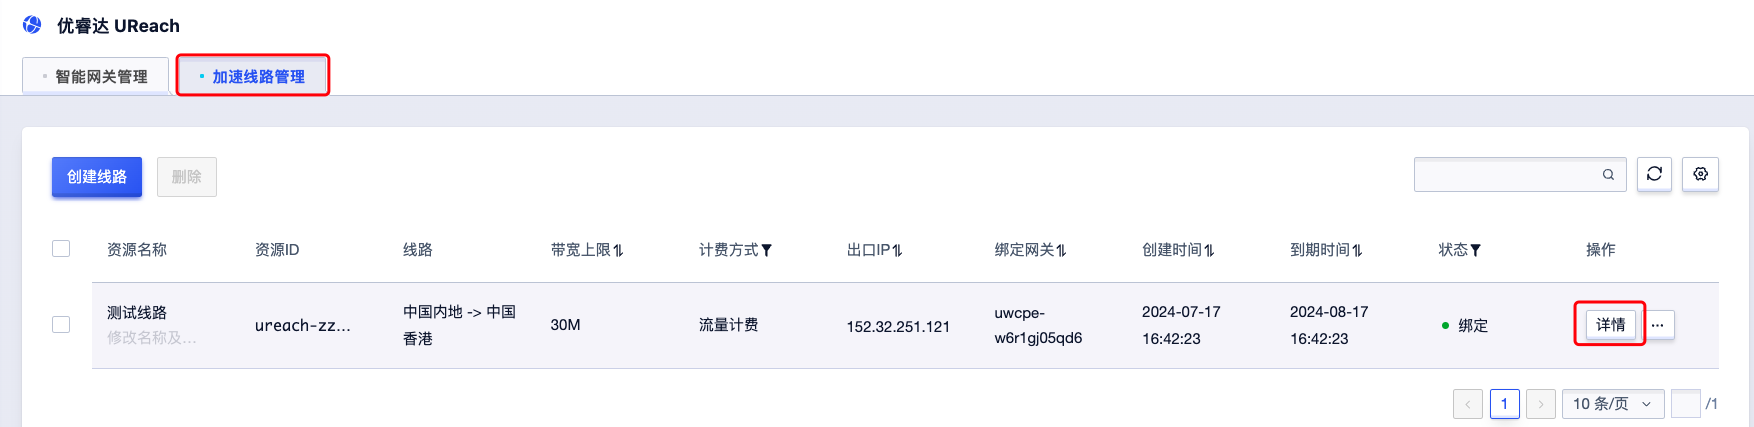 优睿达 UReach
智能网关管理
加速线路管理
创建线路
删除
资源名称
资源ID
线路
带宽上限
计费方式
出口IP
绑定网关
创建时间
到期时间
状态
操作
测试线路
修改名称及...
ureach-zz...
中国内地 -> 中国
香港
30M
流量计费
152.32.251.121
uwcpe-
w6r1gj05qd6
2024-07-17
16:42:23
2024-08-17
16:42:23
绑定
详情
...
1
10 条/页
/1